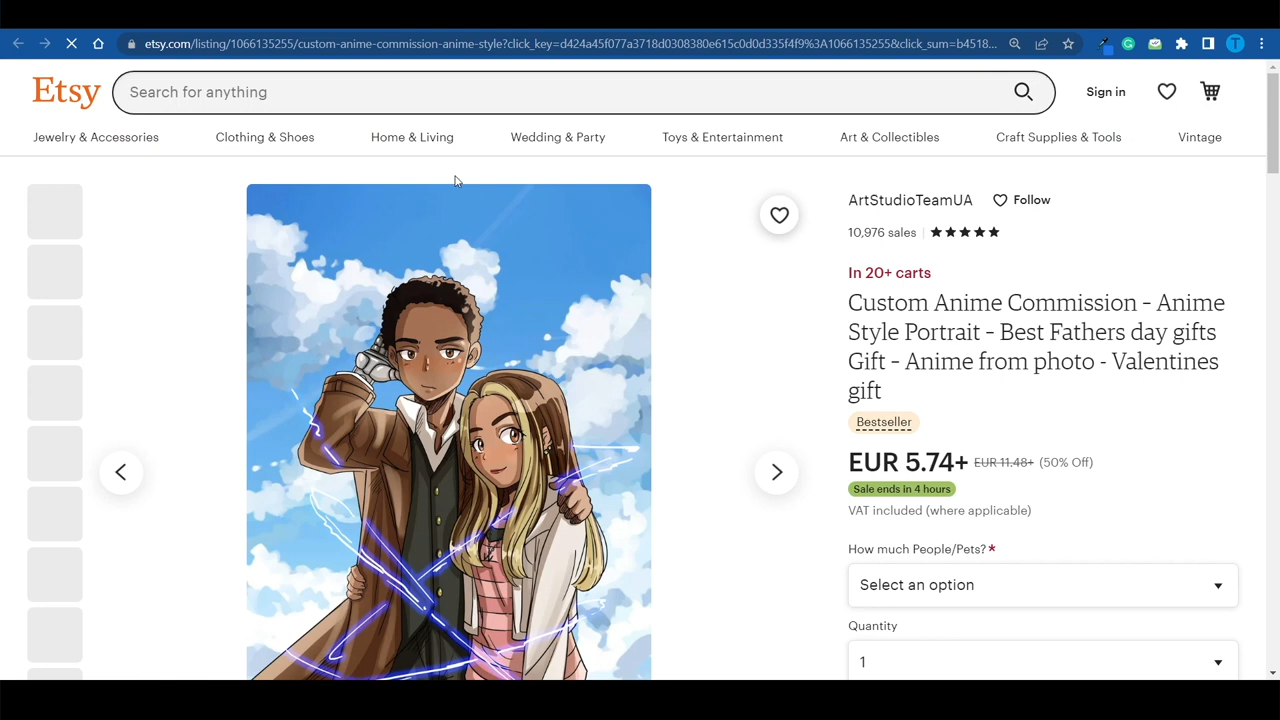 etsy.com/listing/1066135255/custom-anime-commission-anime-style?click_key=d424a45f077a3718d0308380e615c0d0d335f4f9%3A1066135255&click_sum=b4518...
T
Etsy
Search for anything
Sign in
Jewelry & Accessories
Clothing & Shoes
Home & Living
Wedding & Party
Toys & Entertainment
Art & Collectibles
Craft Supplies & Tools
Vintage
ArtStudioTeamUA
Follow
10,976 sales
In 20+ carts
Custom Anime Commission - Anime
Style Portrait - Best Fathers day gifts
Gift - Anime from photo - Valentines
gift
Bestseller
EUR 5.74+ EUR 11.48+ (50% Off)
Sale ends in 4 hours
VAT included (where applicable)
How much People/Pets? *
Select an option
Quantity
1